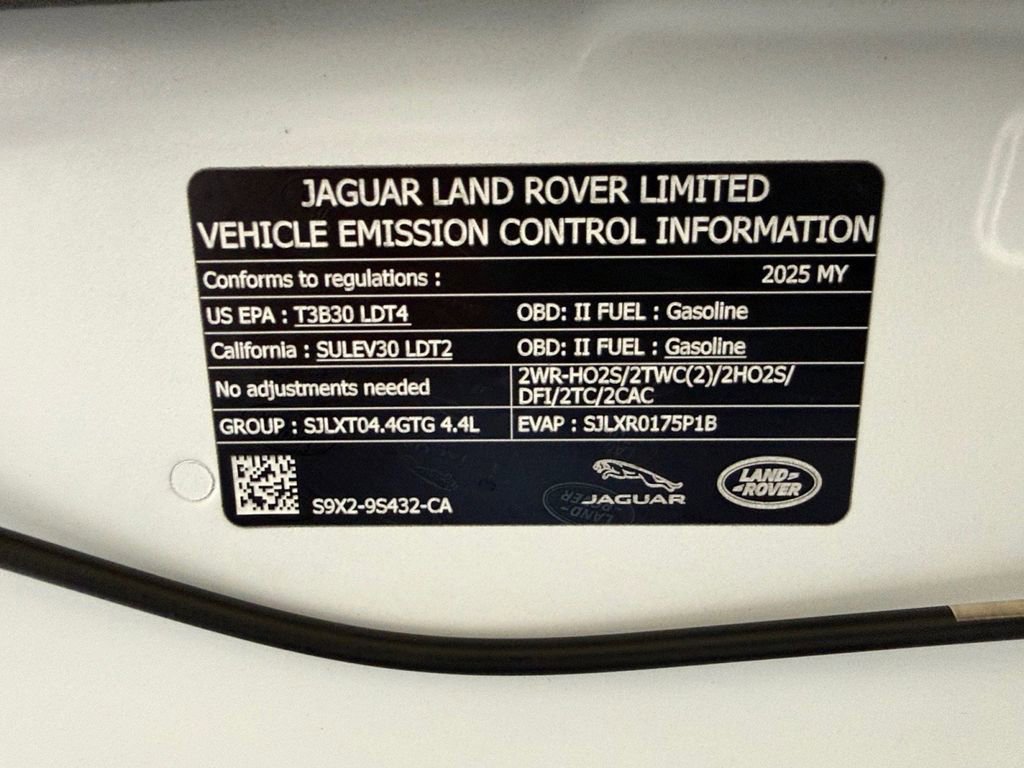 JAGUAR LAND ROVER LIMITED
VEHICLE EMISSION CONTROL INFORMATION
Conforms to regulations : 2025 MY
US EPA : T3B30 LDT4 OBD: II FUEL : Gasoline
California : SULEV30 LDT2 OBD: II FUEL : Gasoline
No adjustments needed
2WR-HO2S/2TWC(2)/2HO2S/
DFI/2TC/2CAC
GROUP : SJLXT04.4GTG 4.4L EVAP : SJLXR0175P1B
S9X2-9S432-CA
JAGUAR
LAND-
-ROVER
LAND-
-ROVER